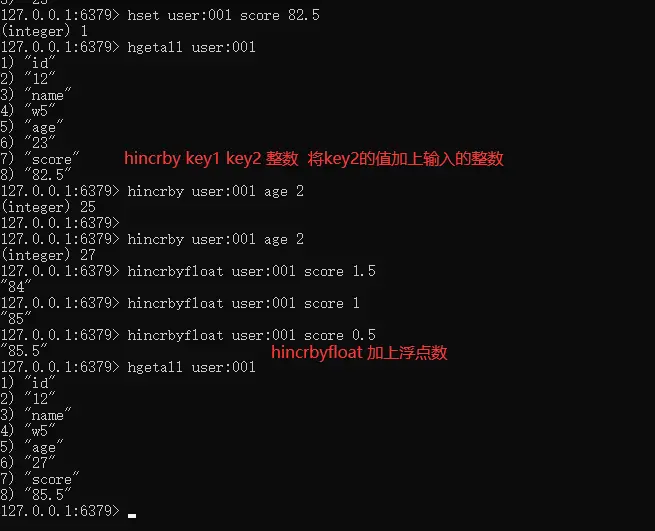 127.0.0.1:6379> hset user:001 score 82.5
(integer) 1
127.0.0.1:6379> hgetall user:001
1) "id"
2) "12"
3) "name"
4) "w5"
5) "age"
6) "23"
7) "score" hincrby key1 key2 整数 将key2的值加上输入的整数
8) "82.5"
127.0.0.1:6379> hincrby user:001 age 2
(integer) 25
127.0.0.1:6379>
127.0.0.1:6379> hincrby user:001 age 2
(integer) 27
127.0.0.1:6379> hincrbyfloat user:001 score 1.5
"84"
127.0.0.1:6379> hincrbyfloat user:001 score 1
"85"
127.0.0.1:6379> hincrbyfloat user:001 score 0.5
"85.5" hincrbyfloat 加上浮点数
127.0.0.1:6379> hgetall user:001
1) "id"
2) "12"
3) "name"
4) "w5"
5) "age"
6) "27"
7) "score"
8) "85.5"
127.0.0.1:6379>